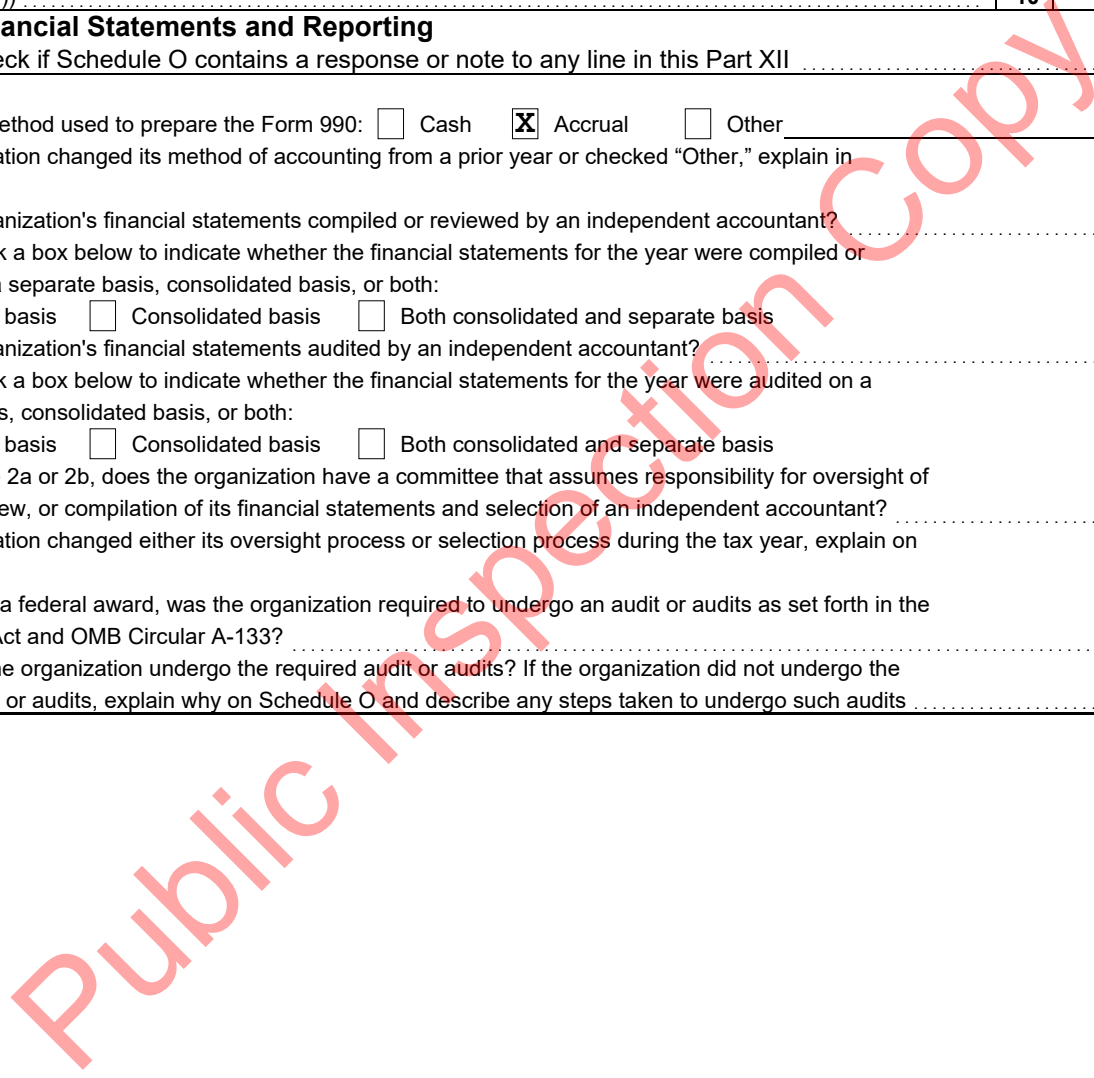 ancial Statements and Reporting
eck if Schedule O contains a response or note to any line in this Part XII
ethod used to prepare the Form 990: Cash X Accrual Other
ation changed its method of accounting from a prior year or checked “Other,” explain in
anization's financial statements compiled or reviewed by an independent accountant?
k a box below to indicate whether the financial statements for the year were compiled or
a separate basis, consolidated basis, or both:
basis Consolidated basis Both consolidated and separate basis
anization's financial statements audited by an independent accountant?
k a box below to indicate whether the financial statements for the year were audited on a
s, consolidated basis, or both:
basis Consolidated basis Both consolidated and separate basis
2a or 2b, does the organization have a committee that assumes responsibility for oversight of
ew, or compilation of its financial statements and selection of an independent accountant?
ation changed either its oversight process or selection process during the tax year, explain on
a federal award, was the organization required to undergo an audit or audits as set forth in the
Act and OMB Circular A-133?
he organization undergo the required audit or audits? If the organization did not undergo the
or audits, explain why on Schedule O and describe any steps taken to undergo such audits
Public Inspection Copy